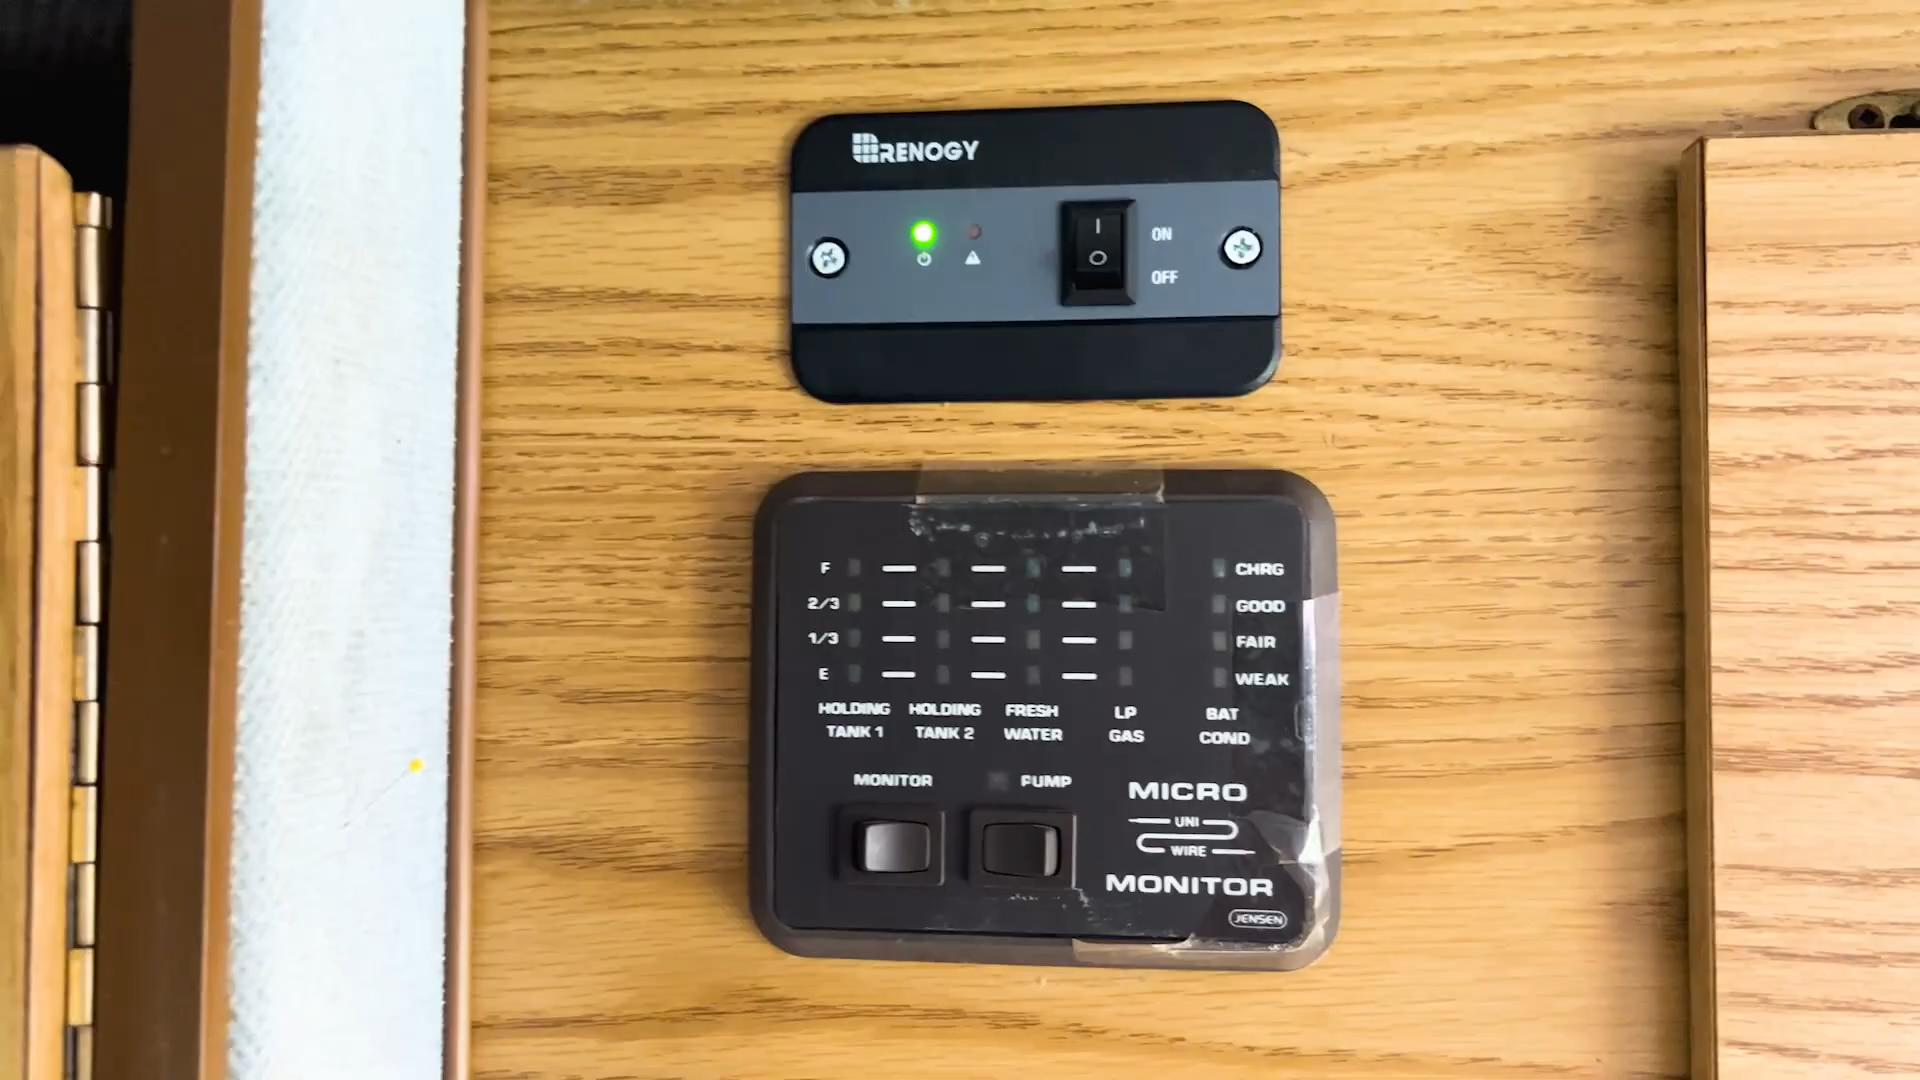 RENOGY
ON
OFF
F
CHRG
2/3
GOOD
1/3
FAIR
E
WEAK
HOLDING TANK 1
HOLDING TANK 2
FRESH WATER
LP GAS
BAT COND
MONITOR
PUMP
MICRO
UNI
WIRE
MONITOR
JENSEN